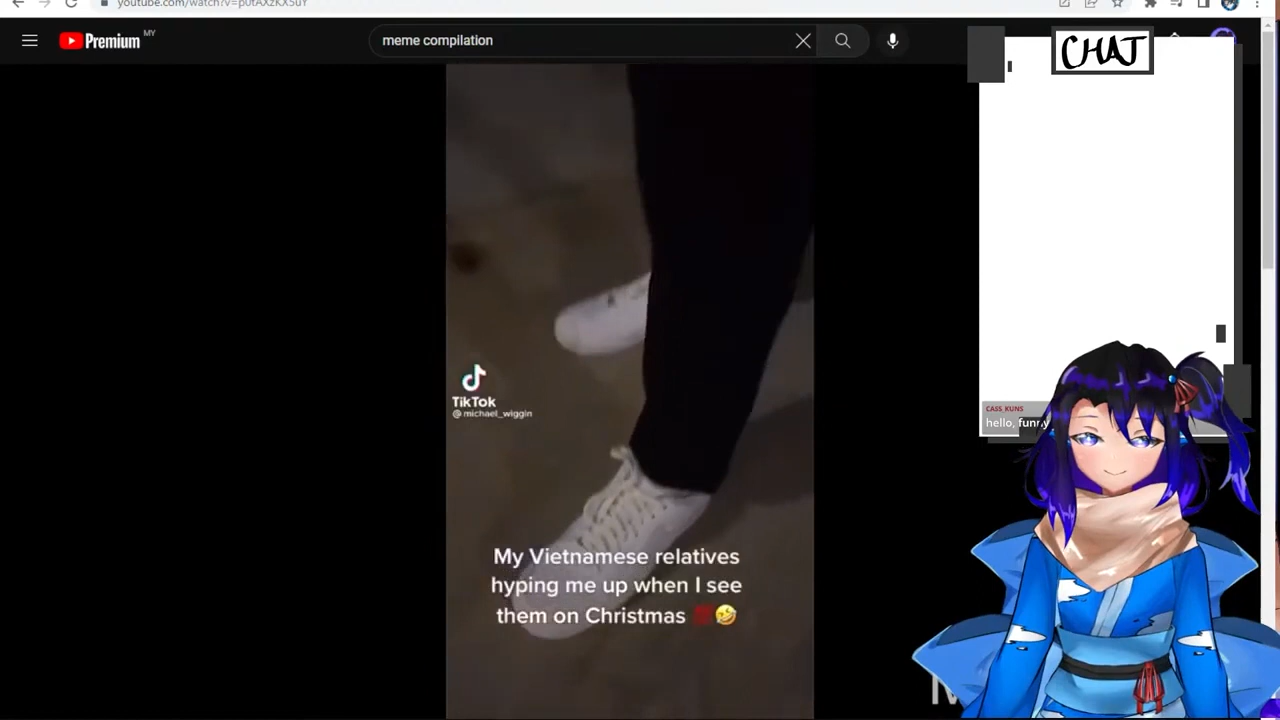 youtube.com/watch?v=p0tAXzKX5uY
Premium MY
meme compilation
CHAT
TikTok
@michael_wiggin
CASS_KUNS
hello, funny
My Vietnamese relatives
hyping me up when I see
them on Christmas 💯🤣